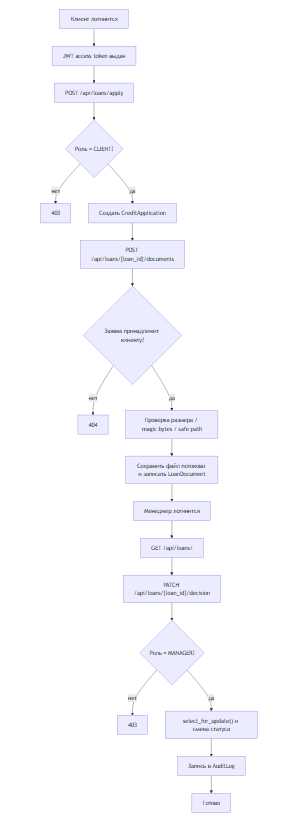 Клиент логинится
JWT access token выдан
POST /api/loans/apply
Роль = CLIENT?
нет
да
403
Создать CreditApplication
POST
/api/loans/{loan_id}/documents
Заявка принадлежит
клиенту?
нет
да
404
Проверка размера /
magic bytes / safe path
Сохранить файл потоково
и записать LoanDocument
Менеджер логинится
GET /api/loans/
PATCH
/api/loans/{loan_id}/decision
Роль = MANAGER?
нет
да
403
select_for_update() и
смена статуса
Запись в AuditLog
Готово